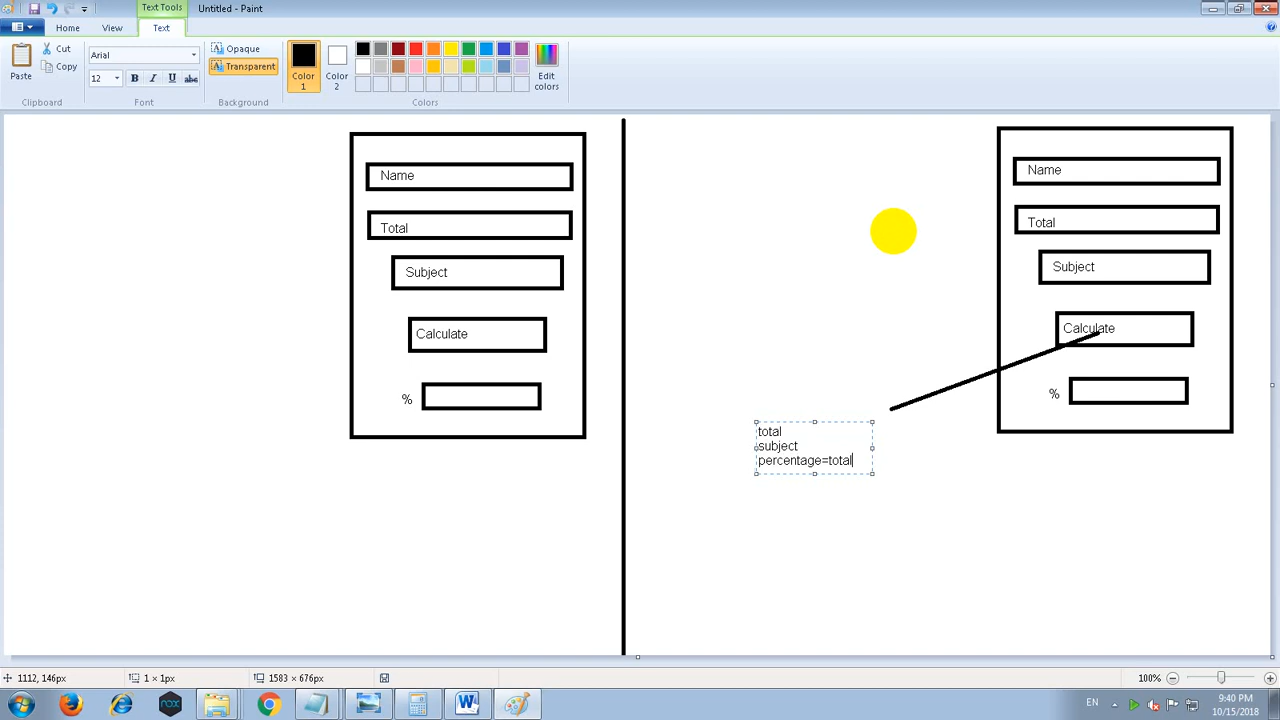 Text Tools
Untitled - Paint
Home
View
Text
Paste
Cut
Copy
Clipboard
Arial
12
B I U abc
Font
Opaque
Transparent
Background
Color 1
Color 2
Edit colors
Colors
Name
Total
Subject
Calculate
%
Name
Total
Subject
Calculate
%
total
subject
percentage=total
1112, 146px
1 × 1px
1583 × 676px
100%
nox
W
EN
9:40 PM
10/15/2018